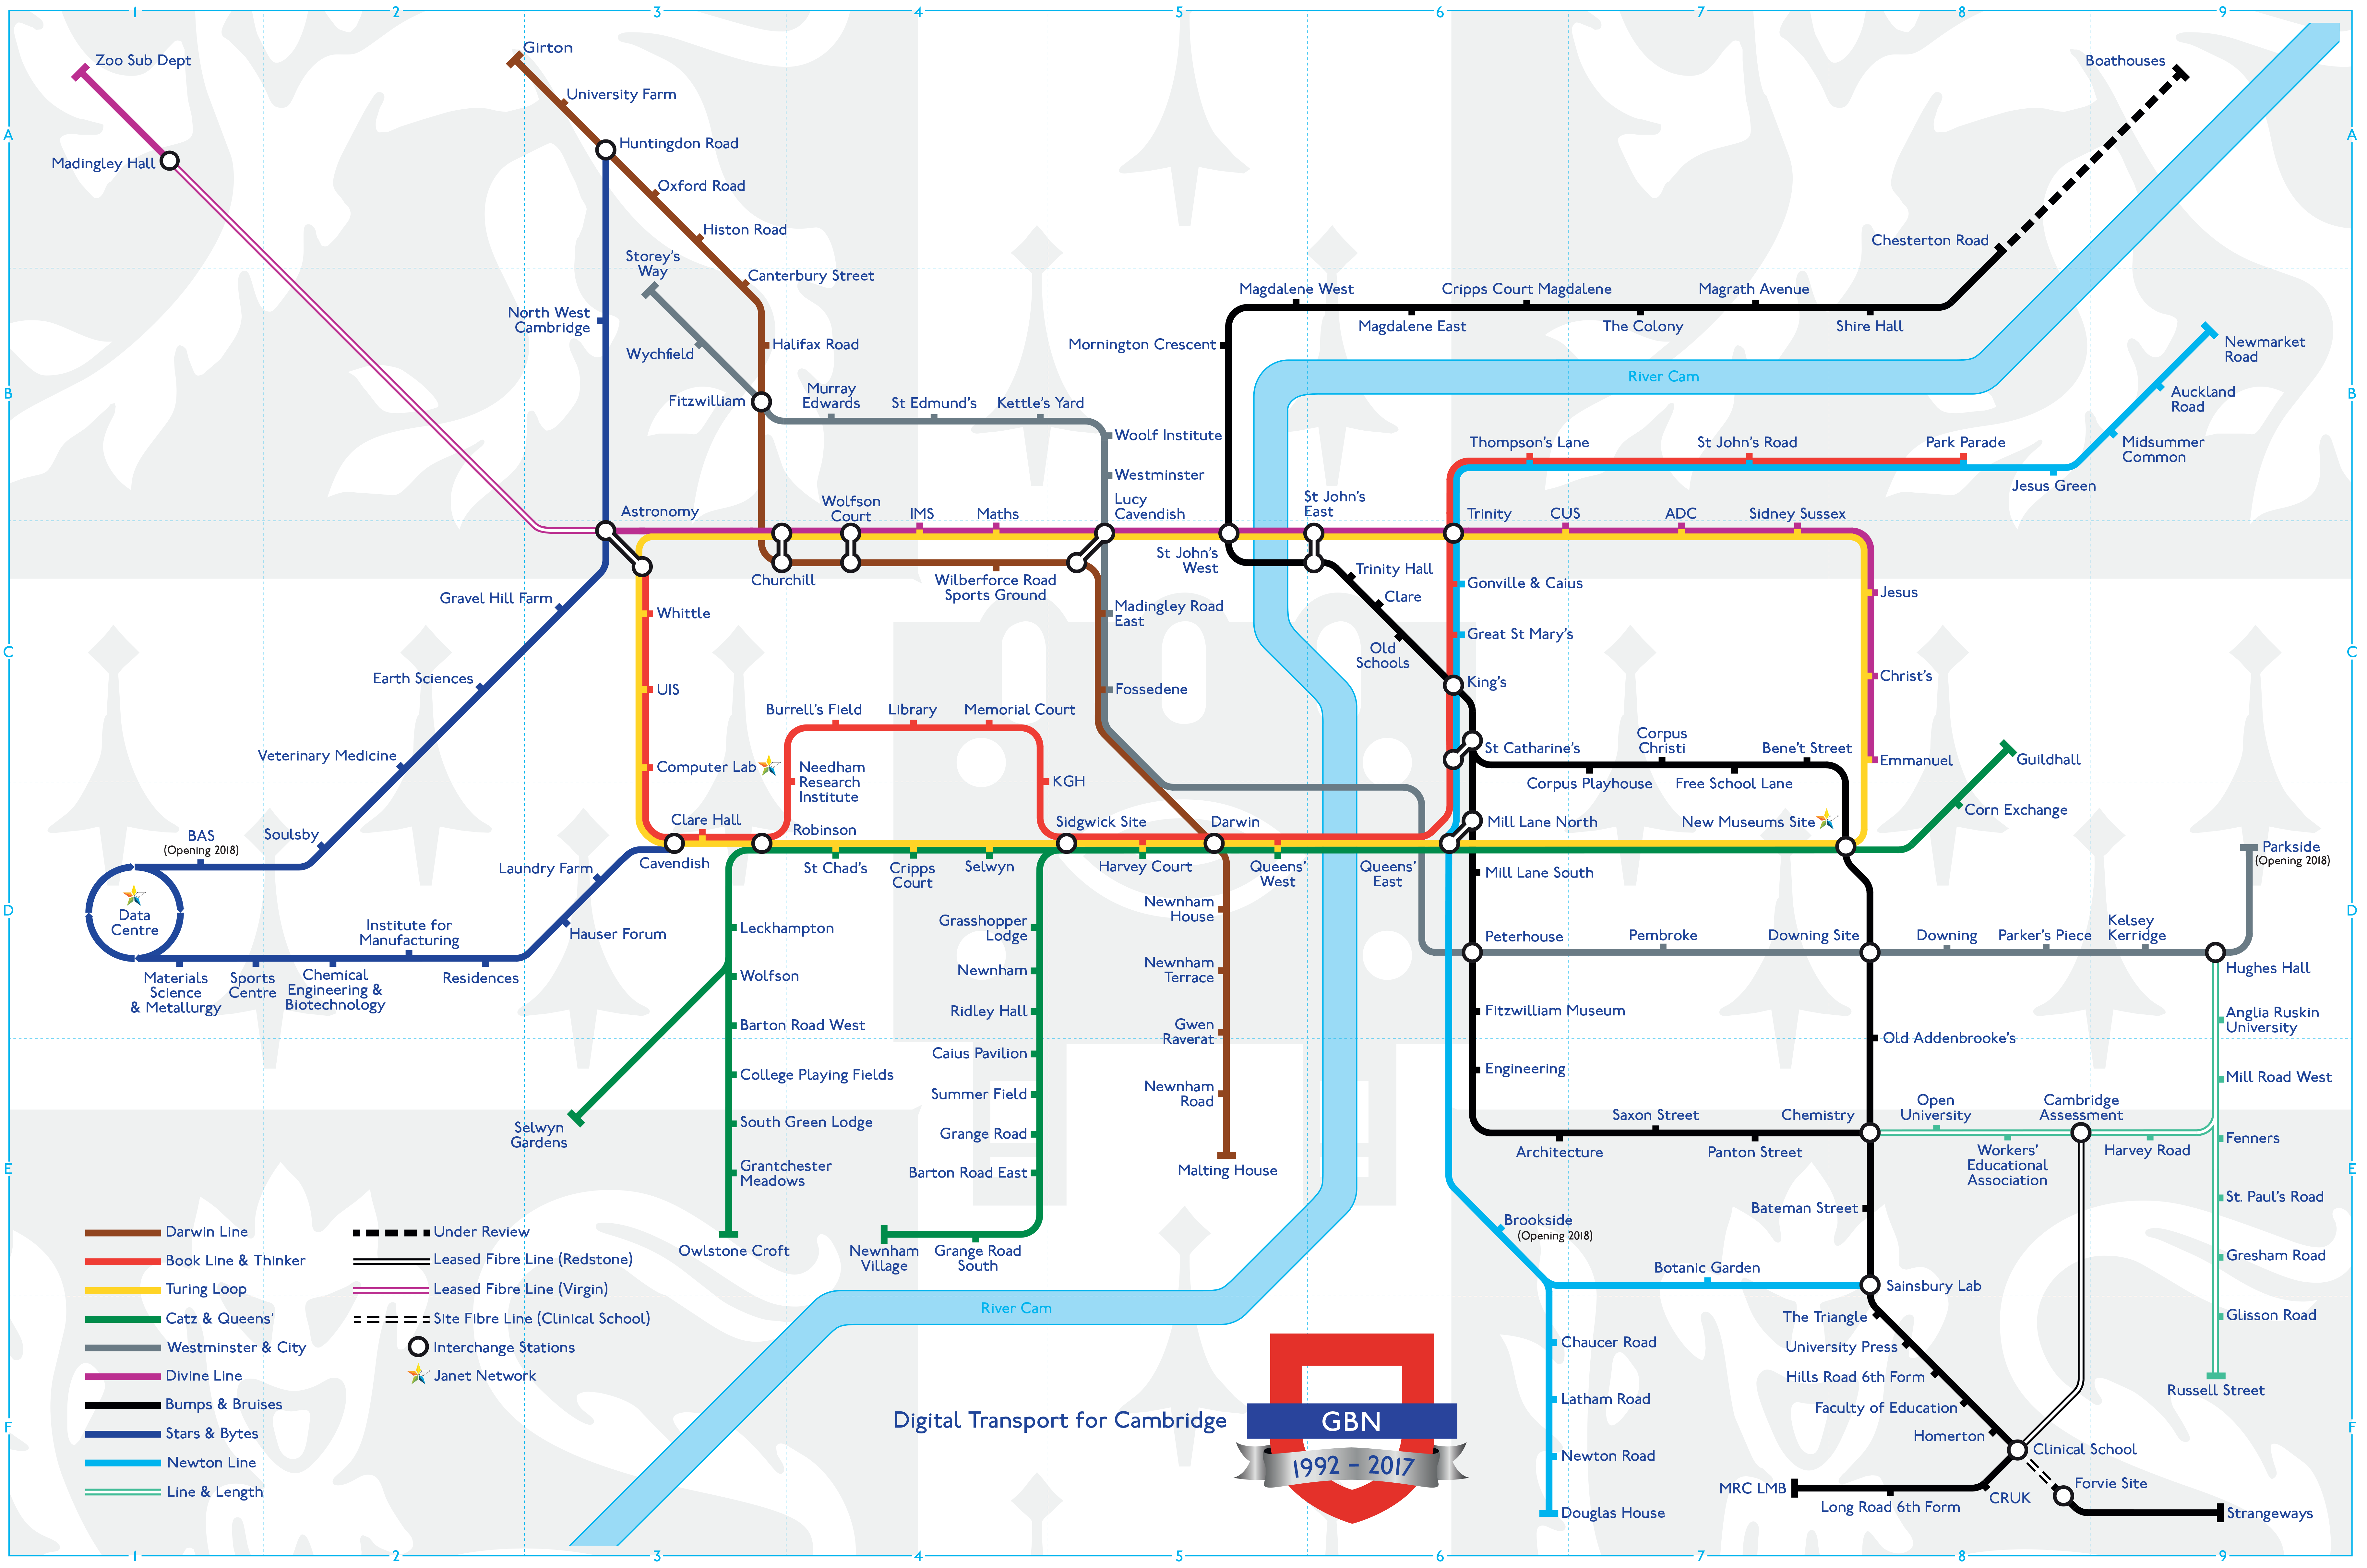 1 2 3 4 5 6 7 8 9
A
B
C
D
E
F
A
B
C
D
E
F
Zoo Sub Dept
Madingley Hall
Girton
University Farm
Huntingdon Road
Oxford Road
Histon Road
Canterbury Street
Storey's
Way
Wychfield
North West
Cambridge
Halifax Road
Fitzwilliam
Murray
Edwards
St Edmund's
Kettle's Yard
Woolf Institute
Westminster
Lucy
Cavendish
Boathouses
Chesterton Road
Magdalene West
Cripps Court Magdalene
Magrath Avenue
Magdalene East
The Colony
Shire Hall
Mornington Crescent
River Cam
Newmarket
Road
Auckland
Road
Midsummer
Common
Thompson's Lane
St John's Road
Park Parade
Jesus Green
Astronomy
Wolfson
Court
IMS
Maths
Churchill
Wilberforce Road
Sports Ground
St John's
West
St John's
East
Trinity
CUS
ADC
Sidney Sussex
Gravel Hill Farm
Earth Sciences
Veterinary Medicine
Soulsby
BAS
(Opening 2018)
Whittle
UIS
Computer Lab
Madingley Road
East
Fossedene
Trinity Hall
Clare
Old
Schools
Gonville & Caius
Great St Mary's
King's
Jesus
Christ's
Emmanuel
Burrell's Field
Library
Memorial Court
Needham
Research
Institute
KGH
St Catharine's
Corpus
Christi
Bene't Street
Corpus Playhouse
Free School Lane
Guildhall
Corn Exchange
Clare Hall
Cavendish
Robinson
Sidgwick Site
Darwin
Mill Lane North
New Museums Site
St Chad's
Cripps
Court
Selwyn
Harvey Court
Queens'
West
Queens'
East
Mill Lane South
Parkside
(Opening 2018)
Data
Centre
Laundry Farm
Hauser Forum
Institute for
Manufacturing
Materials
Science
& Metallurgy
Sports
Centre
Chemical
Engineering &
Biotechnology
Residences
Leckhampton
Wolfson
Barton Road West
College Playing Fields
South Green Lodge
Grantchester
Meadows
Owlstone Croft
Selwyn
Gardens
Grasshopper
Lodge
Newnham
Ridley Hall
Caius Pavilion
Summer Field
Grange Road
Barton Road East
Newnham
Village
Grange Road
South
Newnham
House
Newnham
Terrace
Gwen
Raverat
Newnham
Road
Malting House
Peterhouse
Pembroke
Downing Site
Downing
Parker's Piece
Kelsey
Kerridge
Hughes Hall
Fitzwilliam Museum
Engineering
Old Addenbrooke's
Anglia Ruskin
University
Mill Road West
Fenners
St. Paul's Road
Gresham Road
Glisson Road
Russell Street
Architecture
Saxon Street
Panton Street
Chemistry
Open
University
Workers'
Educational
Association
Cambridge
Assessment
Harvey Road
Bateman Street
Brookside
(Opening 2018)
Botanic Garden
Sainsbury Lab
Chaucer Road
Latham Road
Newton Road
Douglas House
The Triangle
University Press
Hills Road 6th Form
Faculty of Education
Homerton
Clinical School
Forvie Site
CRUK
Long Road 6th Form
MRC LMB
Strangeways
River Cam
Darwin Line
Book Line & Thinker
Turing Loop
Catz & Queens'
Westminster & City
Divine Line
Bumps & Bruises
Stars & Bytes
Newton Line
Line & Length
Under Review
Leased Fibre Line (Redstone)
Leased Fibre Line (Virgin)
Site Fibre Line (Clinical School)
Interchange Stations
Janet Network
Digital Transport for Cambridge
GBN
1992 – 2017
1 2 3 4 5 6 7 8 9